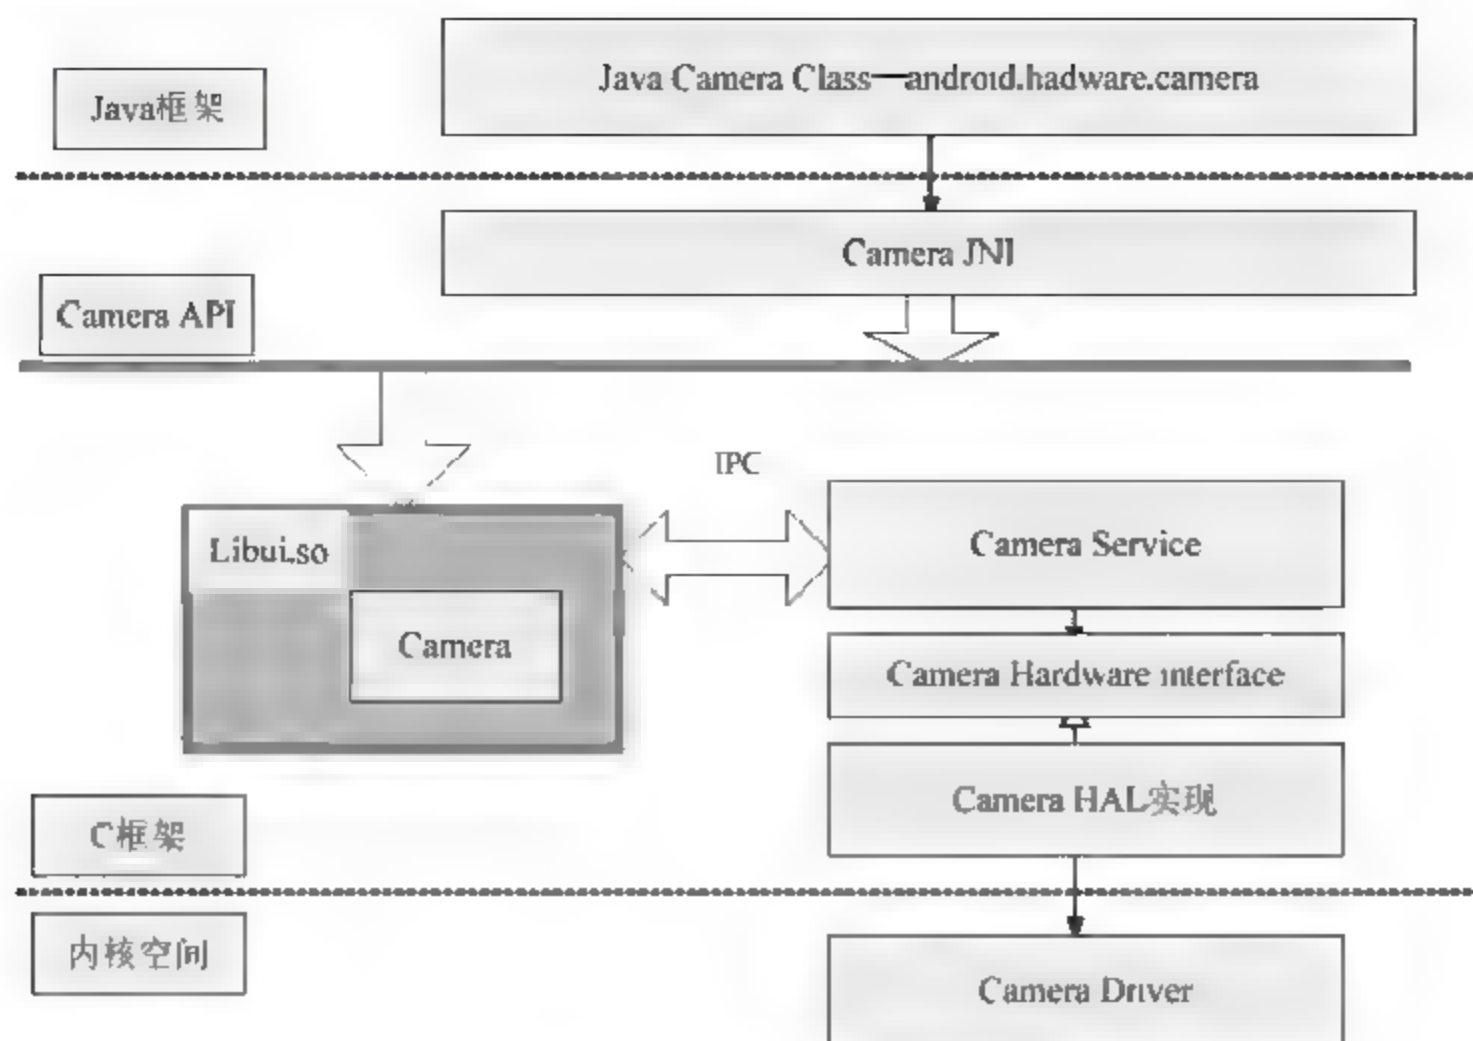 Java Camera Class—android.hadware.camera
Java框架
Camera JNI
Camera API
IPC
Libui.so
Camera Service
Camera
Camera Hardware interface
Camera HAL实现
C框架
内核空间
Camera Driver